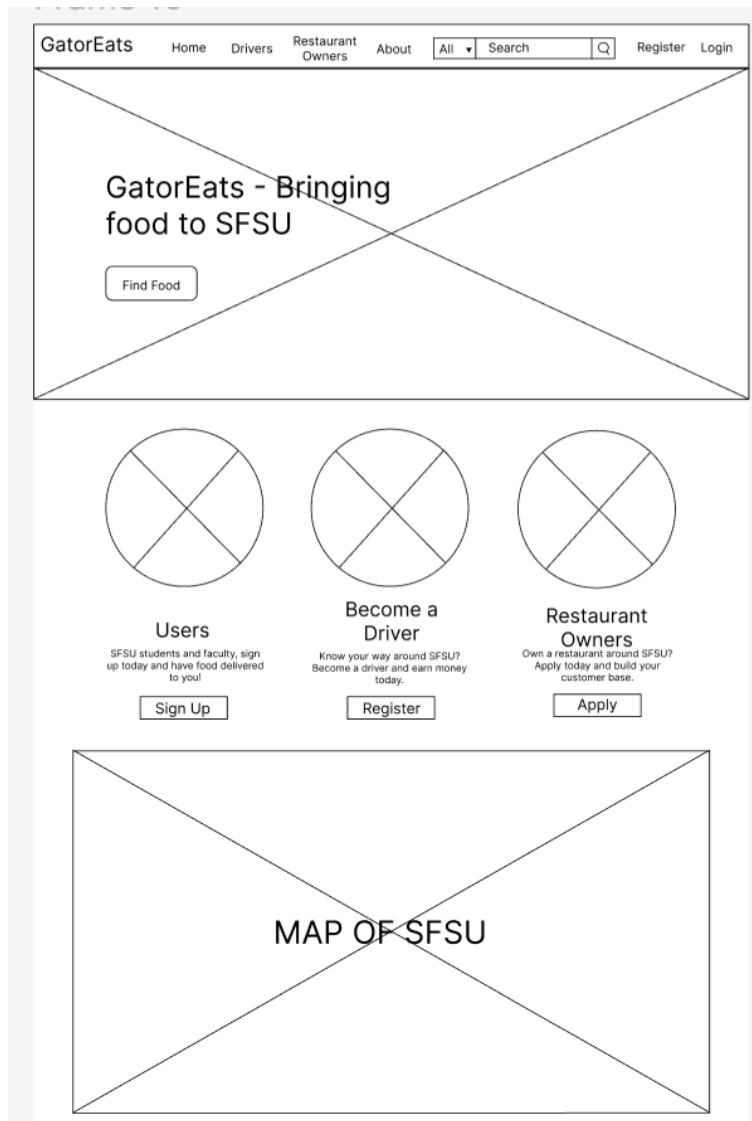 GatorEats
Home
Drivers
Restaurant
Owners
About
All
Search
Register
Login
GatorEats - Bringing
food to SFSU
Find Food
Users
SFSU students and faculty, sign
up today and have food delivered
to you!
Sign Up
Become a
Driver
Know your way around SFSU?
Become a driver and earn money
today.
Register
Restaurant
Owners
Own a restaurant around SFSU?
Apply today and build your
customer base.
Apply
MAP OF SFSU